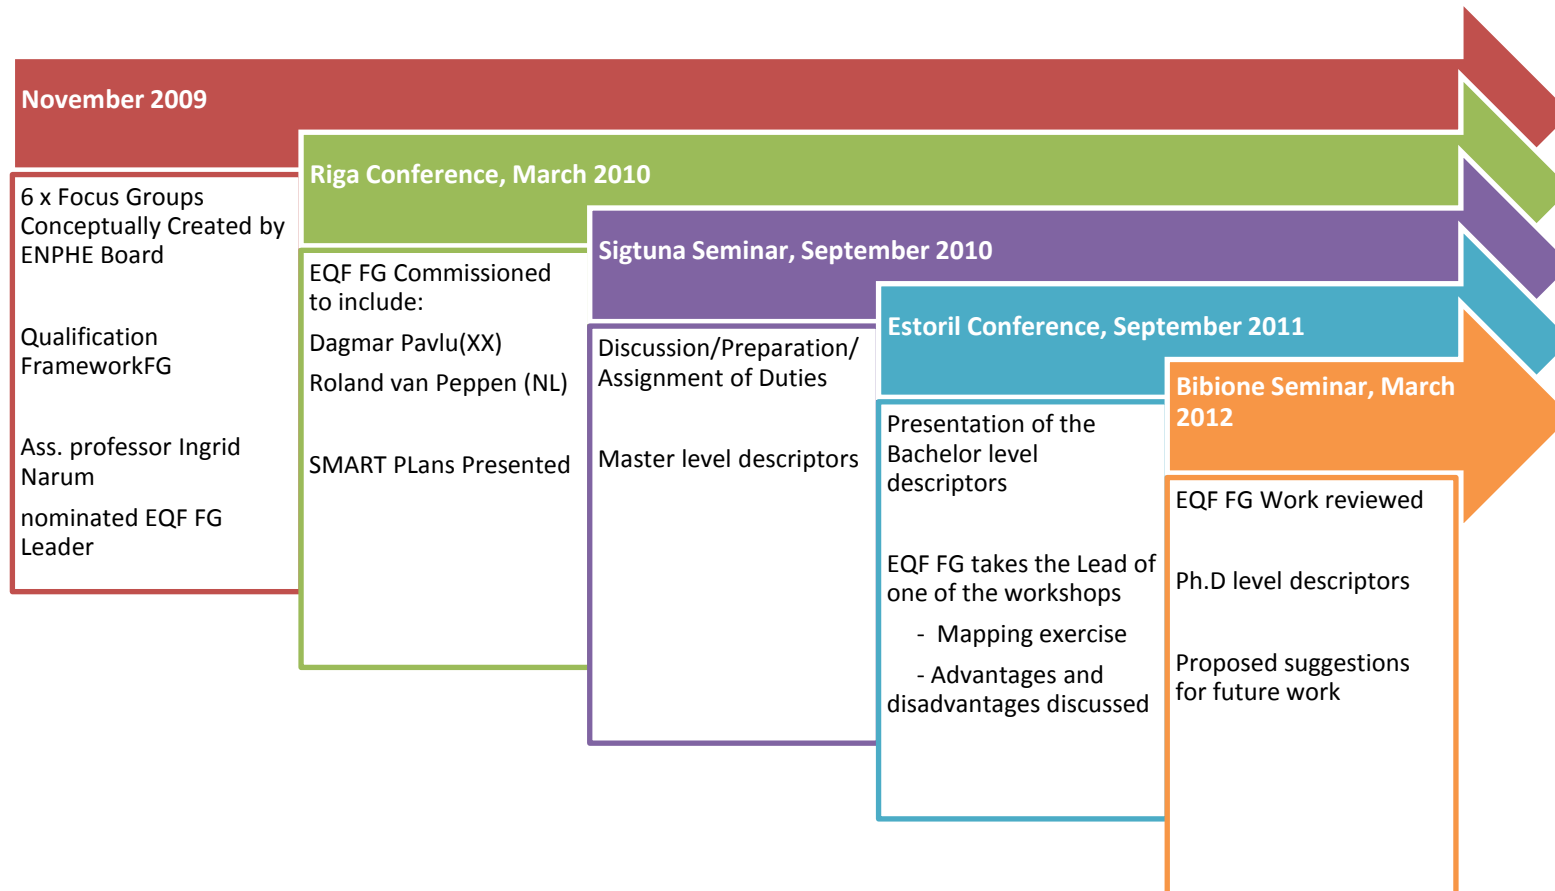 November 2009
6 x Focus Groups
Conceptually Created by
ENPHE Board
Qualification
FrameworkFG
Ass. professor Ingrid
Narum
nominated EQF FG
Leader
Riga Conference, March 2010
EQF FG Commissioned
to include:
Dagmar Pavlu(XX)
Roland van Peppen (NL)
SMART PLans Presented
Sigtuna Seminar, September 2010
Discussion/Preparation/
Assignment of Duties
Master level descriptors
Estoril Conference, September 2011
Presentation of the
Bachelor level
descriptors
EQF FG takes the Lead of
one of the workshops
- Mapping exercise
- Advantages and
disadvantages discussed
Bibione Seminar, March
2012
EQF FG Work reviewed
Ph.D level descriptors
Proposed suggestions
for future work